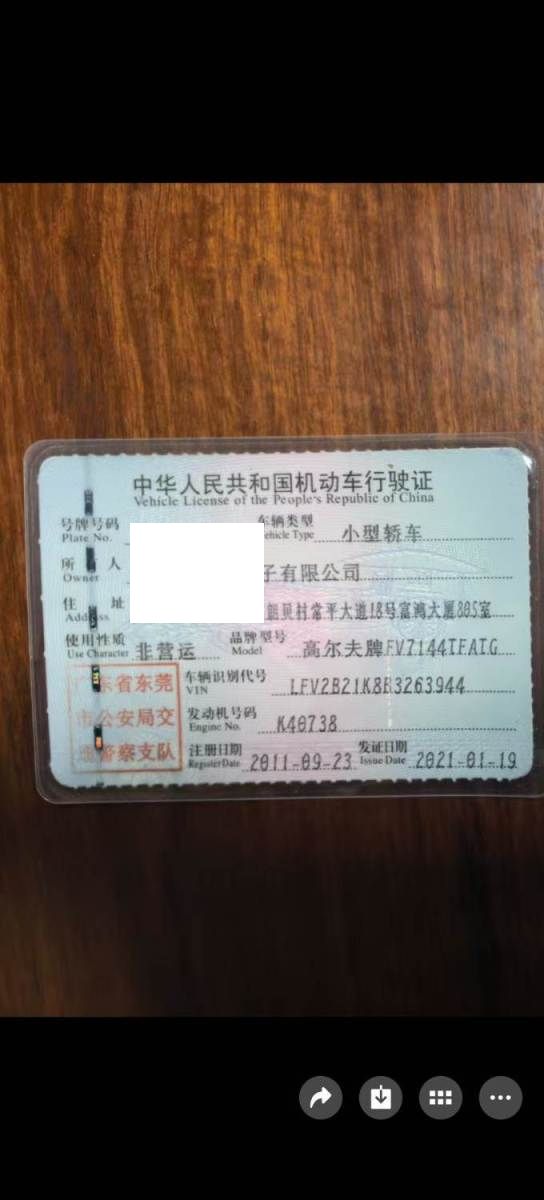 中华人民共和国机动车行驶证
Vehicle License of the People's Republic of China
号牌号码 车辆类型 小型轿车
Plate No. Vehicle Type
所 人 子有限公司
Owner
住 址 朗贝村常平大道18号富鸿大厦805室
Address
使用性质 非营运 品牌型号 高尔夫牌FV7144TFATG
Use Character Model
广东省东莞 车辆识别代号 LFV2B21K8B3263944
VIN
市公安局交 发动机号码 K40738
Engine No.
警察支队 注册日期 2011-09-23 发证日期 2021-01-19
Register Date Issue Date